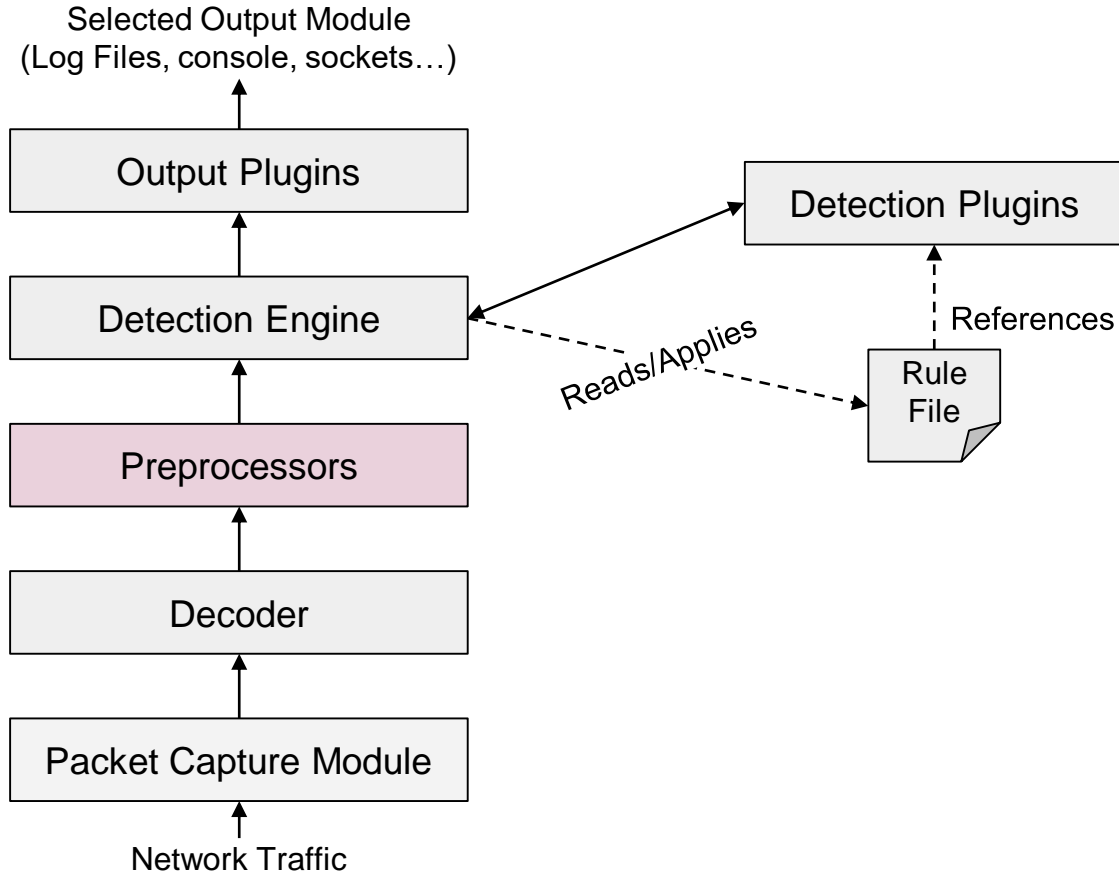 Selected Output Module
(Log Files, console, sockets…)
Output Plugins
Detection Plugins
Detection Engine
References
Reads/Applies
Rule
File
Preprocessors
Decoder
Packet Capture Module
Network Traffic